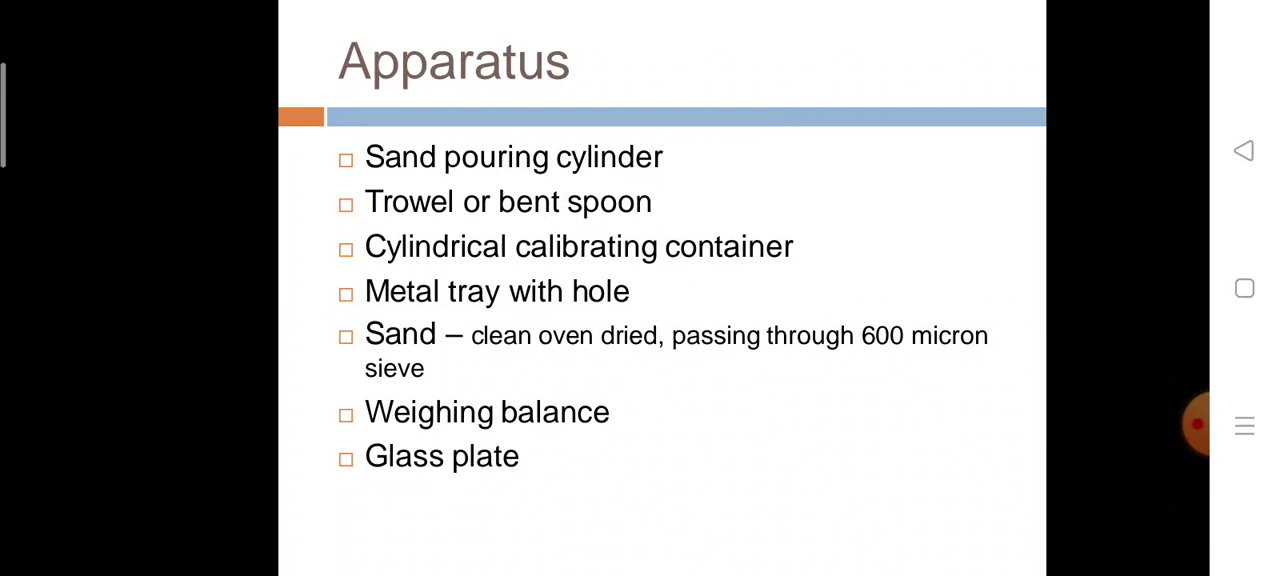 Apparatus
Sand pouring cylinder
Trowel or bent spoon
Cylindrical calibrating container
Metal tray with hole
Sand – clean oven dried, passing through 600 micron
sieve
Weighing balance
Glass plate